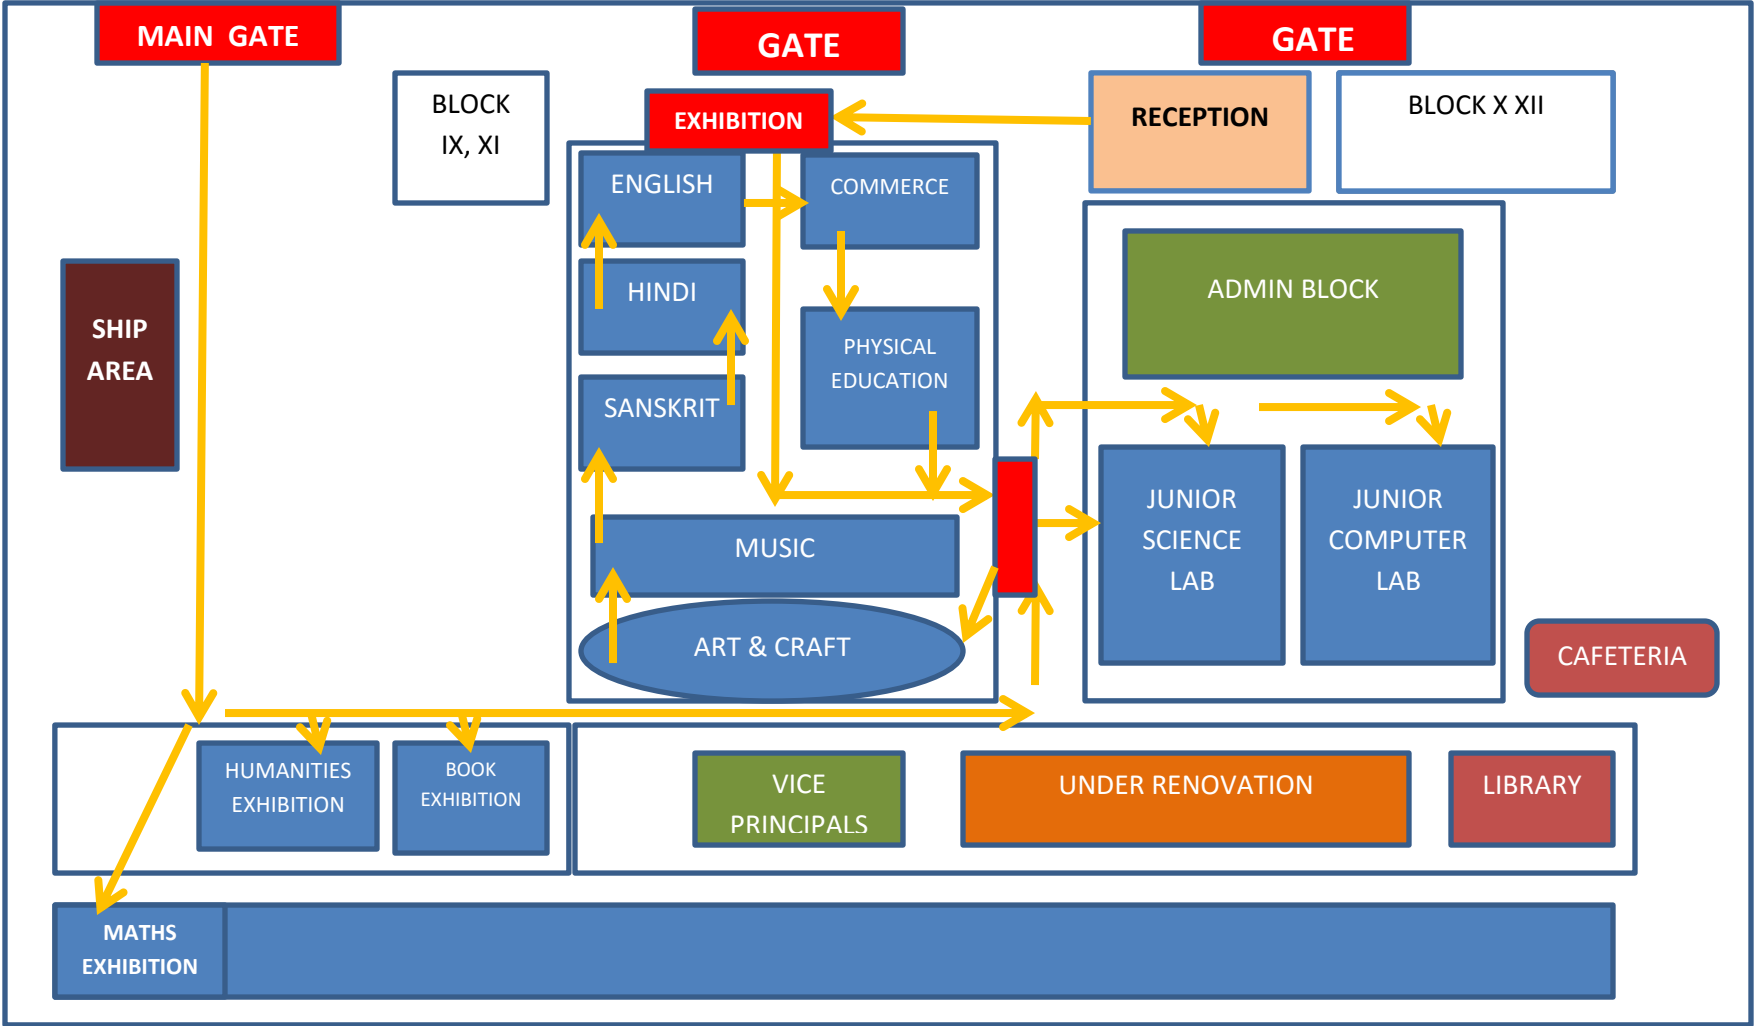 MAIN GATE
GATE
GATE
BLOCK
IX, XI
EXHIBITION
RECEPTION
BLOCK X XII
ENGLISH
COMMERCE
HINDI
ADMIN BLOCK
SHIP
AREA
PHYSICAL
EDUCATION
SANSKRIT
MUSIC
JUNIOR
SCIENCE
LAB
JUNIOR
COMPUTER
LAB
ART & CRAFT
CAFETERIA
HUMANITIES
EXHIBITION
BOOK
EXHIBITION
VICE
PRINCIPALS
UNDER RENOVATION
LIBRARY
MATHS
EXHIBITION